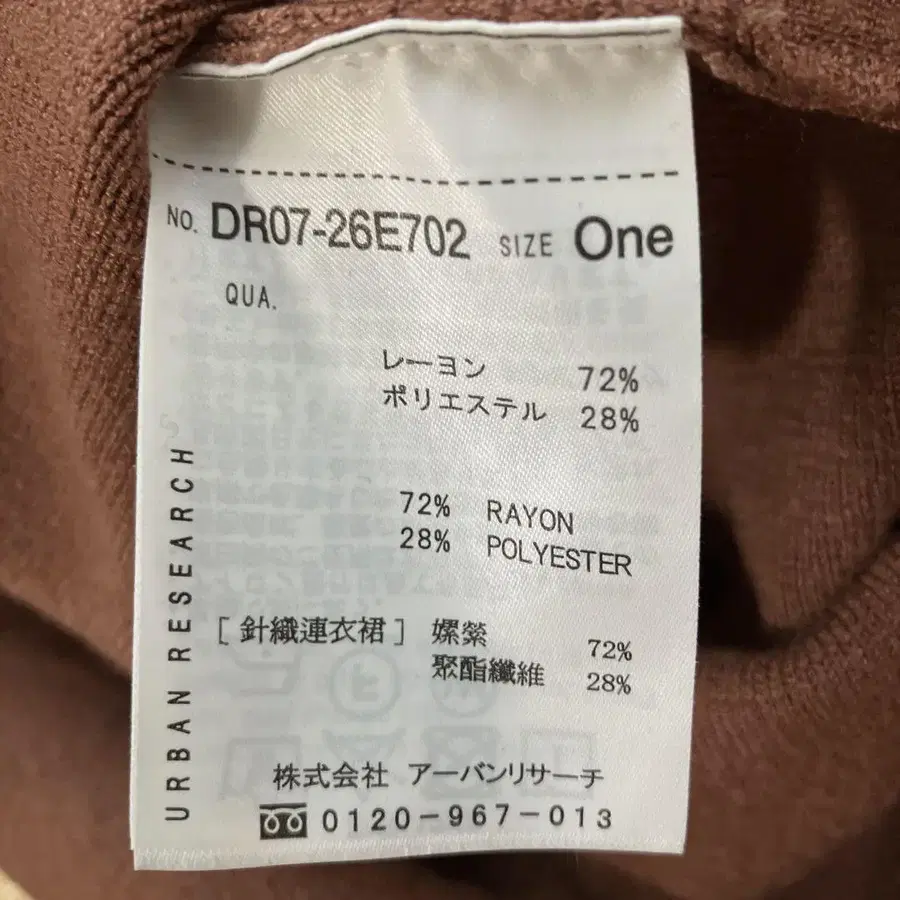 NO. DR07-26E702 SIZE One
QUA.
レーヨン 72%
ポリエステル 28%
72% RAYON
28% POLYESTER
[針織連衣裙] 嫘縈 72%
聚酯纖維 28%
株式会社 アーバンリサーチ
0120-967-013
URBAN RESEARCH